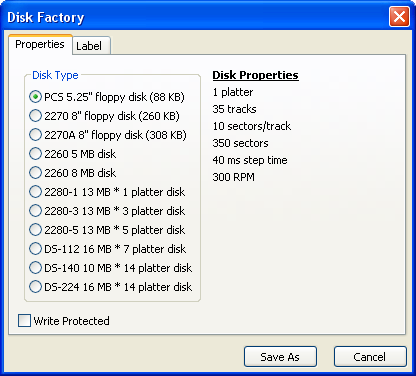 Disk Factory
Properties
Label
Disk Type
PCS 5.25" floppy disk (88 KB)
2270 8" floppy disk (260 KB)
2270A 8" floppy disk (308 KB)
2260 5 MB disk
2260 8 MB disk
2280-1 13 MB * 1 platter disk
2280-3 13 MB * 3 platter disk
2280-5 13 MB * 5 platter disk
DS-112 16 MB * 7 platter disk
DS-140 10 MB * 14 platter disk
DS-224 16 MB * 14 platter disk
Disk Properties
1 platter
35 tracks
10 sectors/track
350 sectors
40 ms step time
300 RPM
Write Protected
Save As
Cancel